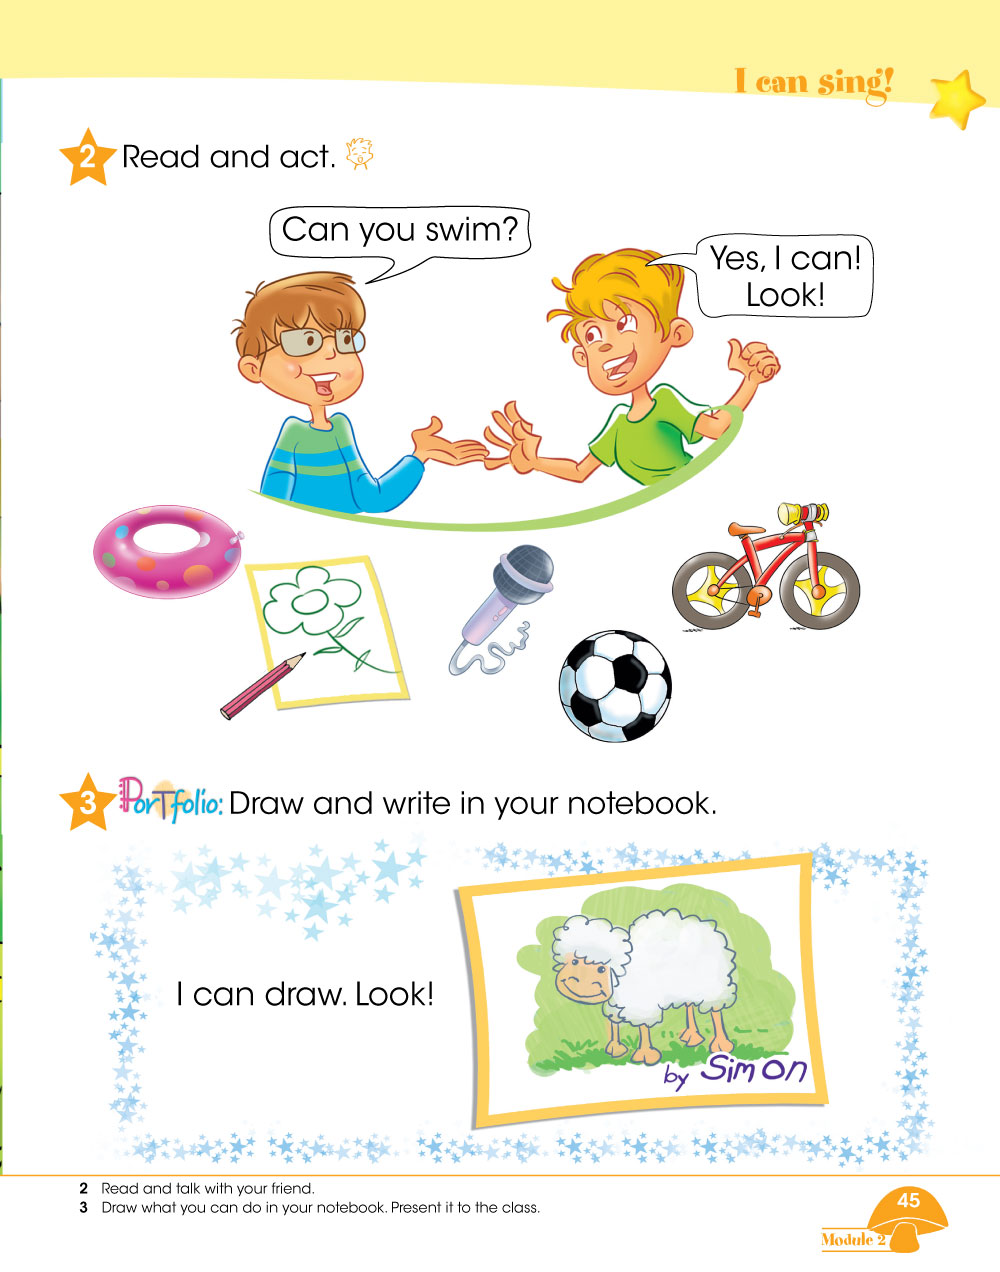 I can sing!
2 Read and act.
Can you swim?
Yes, I can!
Look!
3 Portfolio: Draw and write in your notebook.
I can draw. Look!
by Simon
2 Read and talk with your friend.
3 Draw what you can do in your notebook. Present it to the class.
45
Module 2